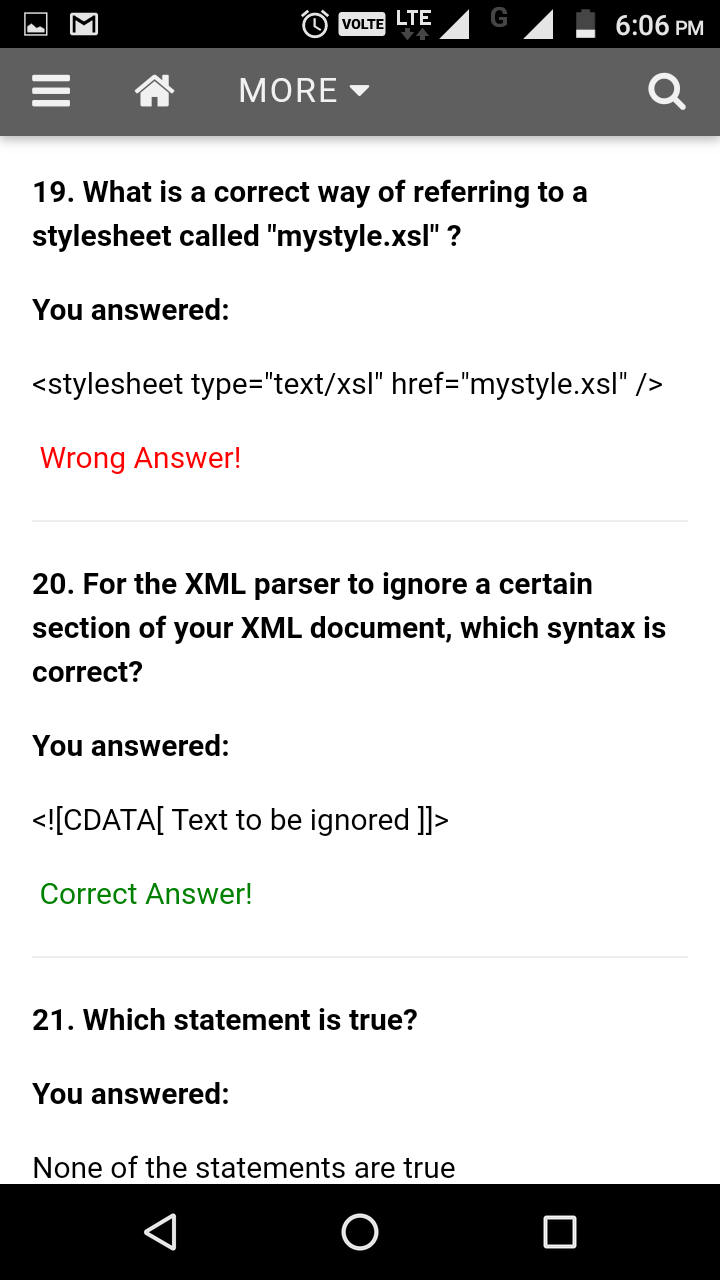 VOLTE LTE G 6:06 PM
MORE
19. What is a correct way of referring to a
stylesheet called "mystyle.xsl" ?
You answered:
<stylesheet type="text/xsl" href="mystyle.xsl" />
Wrong Answer!
20. For the XML parser to ignore a certain
section of your XML document, which syntax is
correct?
You answered:
<![CDATA[ Text to be ignored ]]>
Correct Answer!
21. Which statement is true?
You answered:
None of the statements are true